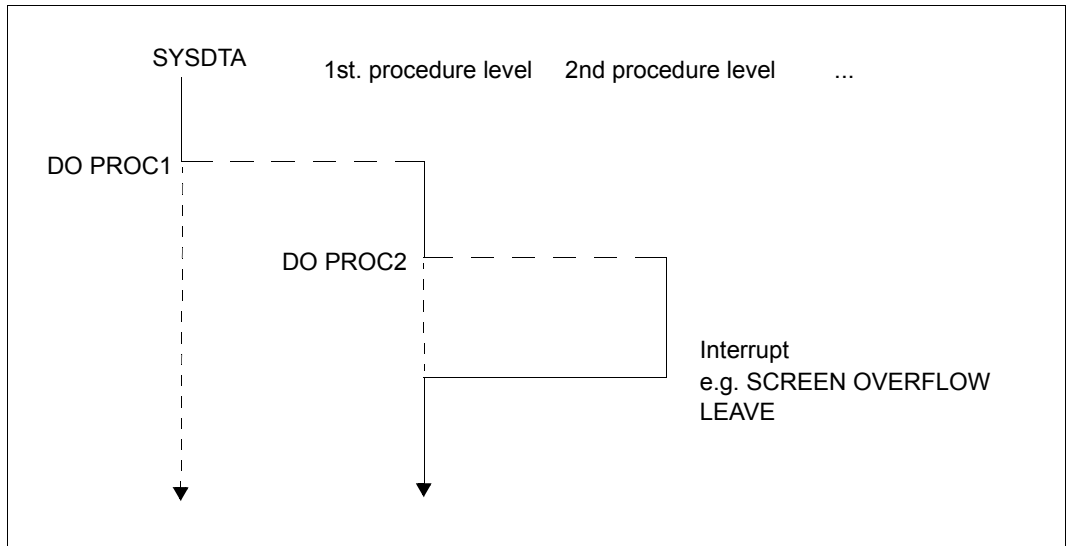 SYSDTA
1st. procedure level
2nd procedure level
...
DO PROC1
DO PROC2
Interrupt
e.g. SCREEN OVERFLOW
LEAVE